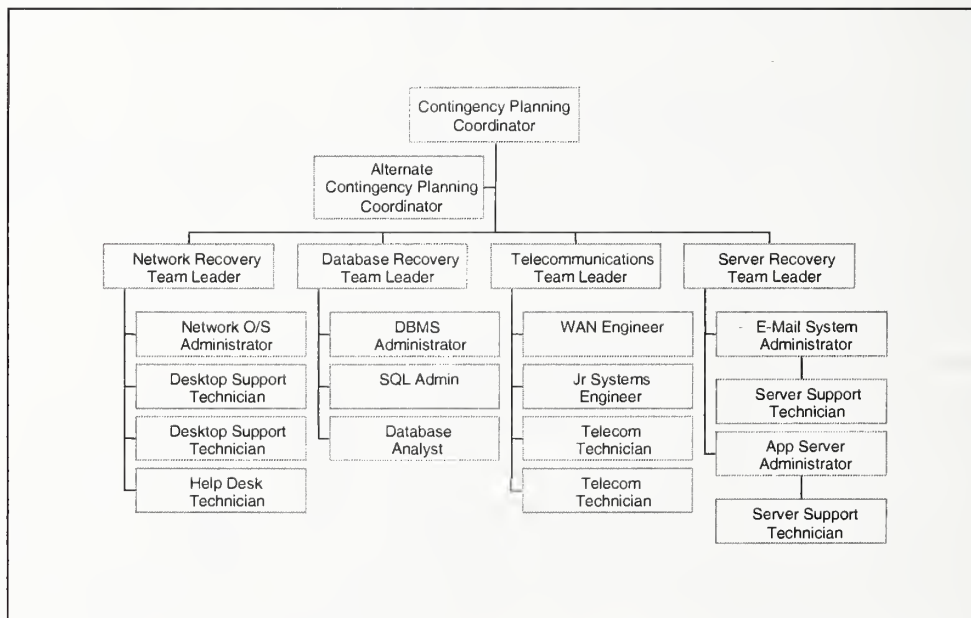 Contingency Planning
Coordinator
Alternate
Contingency Planning
Coordinator
Network Recovery
Team Leader
Database Recovery
Team Leader
Telecommunications
Team Leader
Server Recovery
Team Leader
Network O/S
Administrator
Desktop Support
Technician
Desktop Support
Technician
Help Desk
Technician
DBMS
Administrator
SQL Admin
Database
Analyst
WAN Engineer
Jr Systems
Engineer
Telecom
Technician
Telecom
Technician
E-Mail System
Administrator
Server Support
Technician
App Server
Administrator
Server Support
Technician